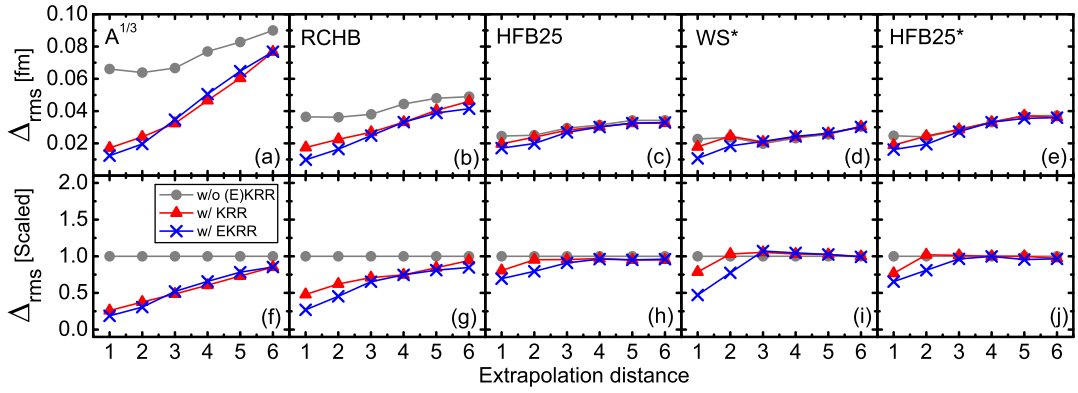 Δrms [fm]
0.10
0.08
0.06
0.04
0.02
A1/3
(a)
RCHB
(b)
HFB25
(c)
WS*
(d)
HFB25*
(e)
Δrms [Scaled]
2.0
1.5
1.0
0.5
0.0
w/o (E)KRR
w/ KRR
w/ EKRR
(f)
(g)
(h)
(i)
(j)
1 2 3 4 5 6
1 2 3 4 5 6
1 2 3 4 5 6
1 2 3 4 5 6
1 2 3 4 5 6
Extrapolation distance